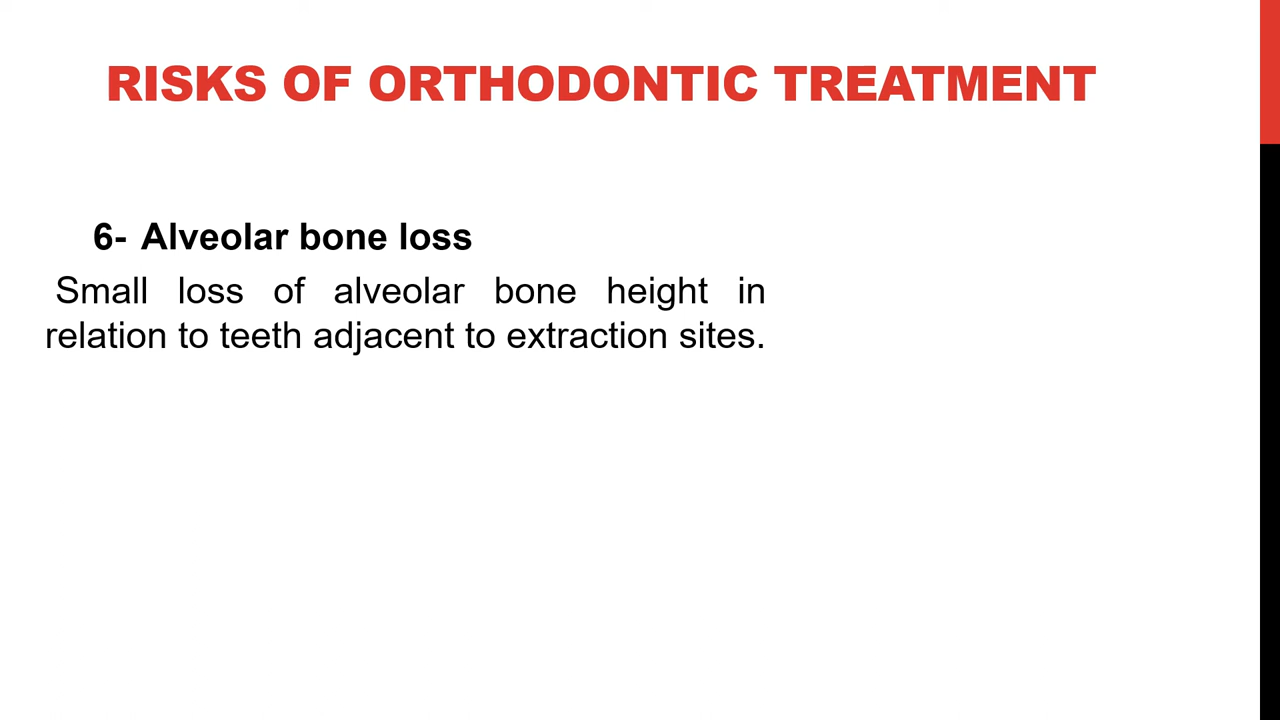 RISKS OF ORTHODONTIC TREATMENT
6- Alveolar bone loss
Small loss of alveolar bone height in
relation to teeth adjacent to extraction sites.